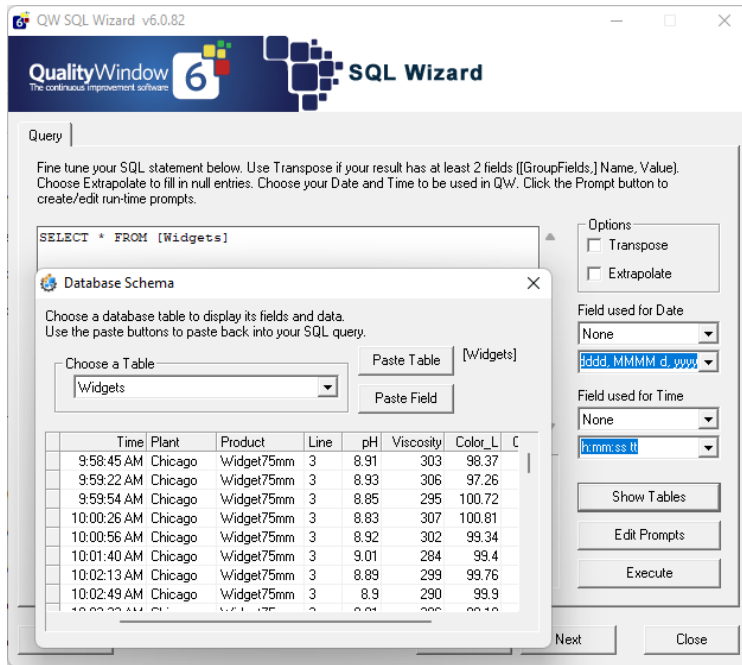 QW SQL Wizard v6.0.82
QualityWindow 6
The continuous improvement software
SQL Wizard
Query
Fine tune your SQL statement below. Use Transpose if your result has at least 2 fields ([GroupFields,] Name, Value).
Choose Extrapolate to fill in null entries. Choose your Date and Time to be used in QW. Click the Prompt button to
create/edit run-time prompts.
SELECT * FROM [Widgets]
Options
Transpose
Extrapolate
Field used for Date
None
dddd, MMMM d, yyyy
Field used for Time
None
h:mm:ss tt
Show Tables
Edit Prompts
Execute
Database Schema
Choose a database table to display its fields and data.
Use the paste buttons to paste back into your SQL query.
Choose a Table
Widgets
Paste Table
[Widgets]
Paste Field
Time Plant Product Line pH Viscosity Color_L
9:58:45 AM Chicago Widget75mm 3 8.91 303 98.37
9:59:22 AM Chicago Widget75mm 3 8.93 306 97.26
9:59:54 AM Chicago Widget75mm 3 8.85 295 100.72
10:00:26 AM Chicago Widget75mm 3 8.83 307 100.81
10:00:56 AM Chicago Widget75mm 3 8.92 302 99.34
10:01:40 AM Chicago Widget75mm 3 9.01 284 99.4
10:02:13 AM Chicago Widget75mm 3 8.89 299 99.76
10:02:49 AM Chicago Widget75mm 3 8.9 290 99.9
Next
Close